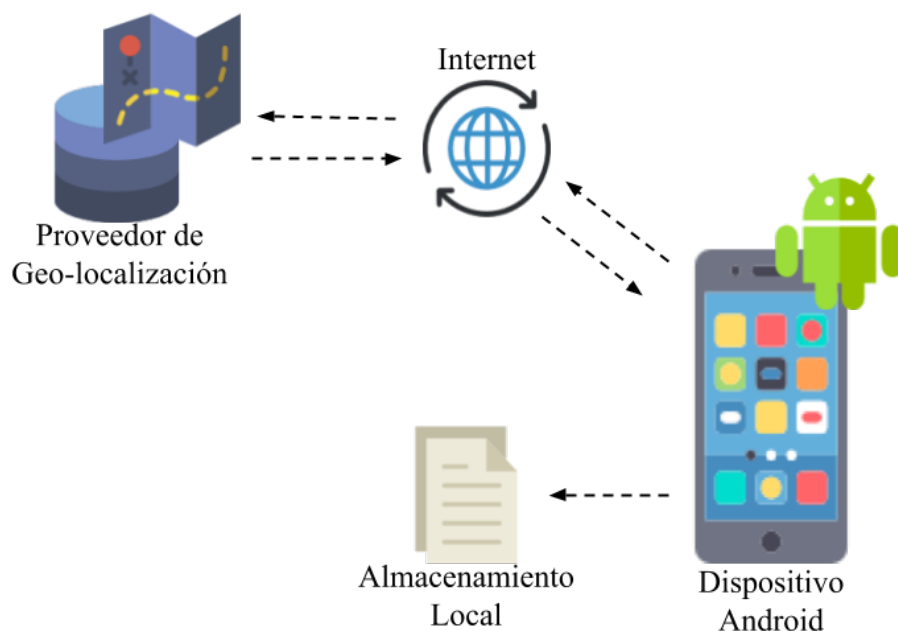 Internet
Proveedor de
Geo-localización
Almacenamiento
Local
Dispositivo
Android